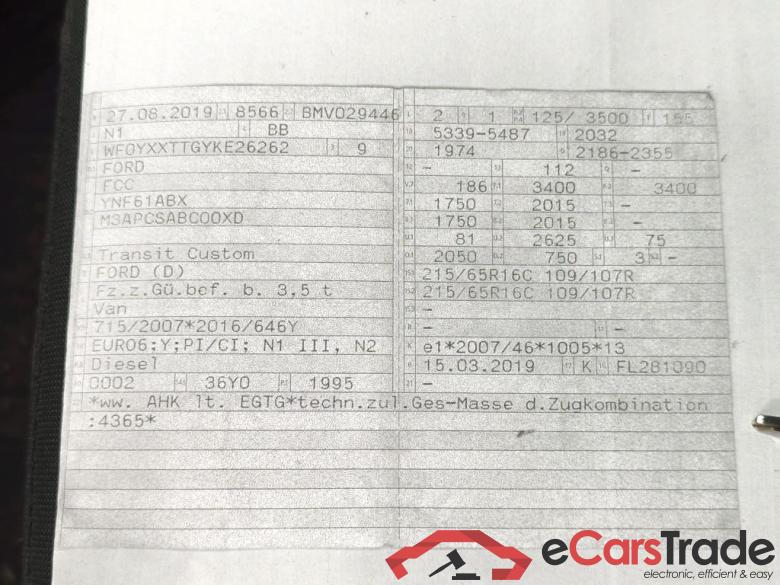 27.08.2019 8566 BMV029446
N1 BB
WF0YXXTTGYKE26262 9
FORD
FCC
YNF61ABX
M3APCSABC00XD
Transit Custom
FORD (D)
Fz.z.Gü.bef. b. 3,5 t
Van
715/2007*2016/646Y
EURO6;Y;PI/CI; N1 III, N2
Diesel
0002 36Y0 1995
*ww. AHK lt. EGTG*techn.zul.Ges-Masse d.Zugkombination
:4365*
2 1 125/ 3500 155
5339-5487 2032
1974 2186-2355
- 112 -
186 3400 3400
1750 2015 -
1750 2015 -
81 2625 75
2050 750 3 -
215/65R16C 109/107R
215/65R16C 109/107R
-
- -
e1*2007/46*1005*13
15.03.2019 K FL281090
-
eCarsTrade
electronic, efficient & easy